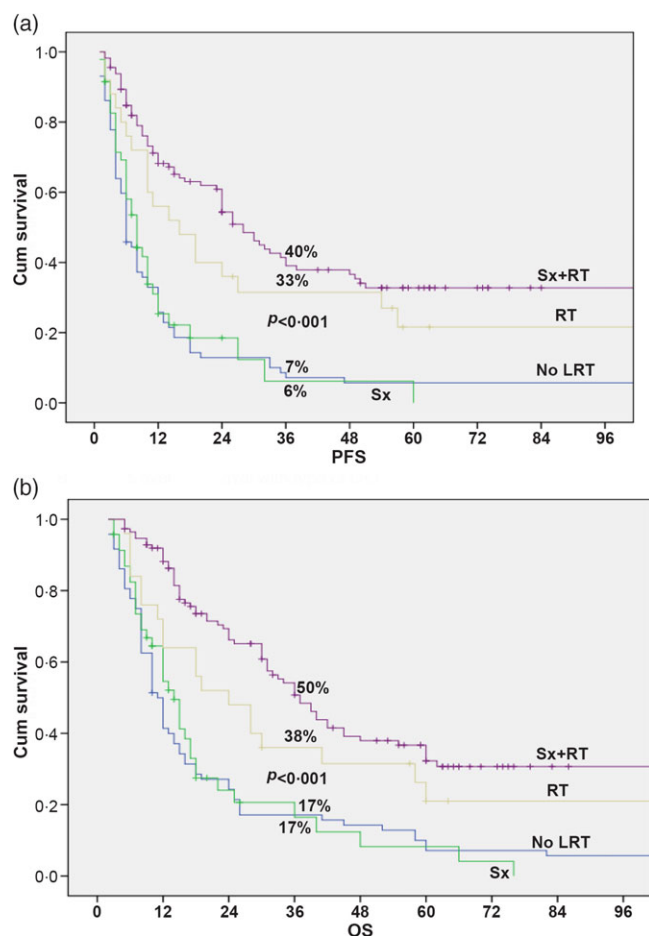 (a)
1·0
0·8
0·6
0·4
0·2
0·0
Cum survival
40%
33%
p<0·001
7%
6%
Sx+RT
RT
No LRT
Sx
0 12 24 36 48 60 72 84 96
PFS
(b)
1·0
0·8
0·6
0·4
0·2
0·0
Cum survival
50%
38%
p<0·001
17%
17%
Sx+RT
RT
No LRT
Sx
0 12 24 36 48 60 72 84 96
OS